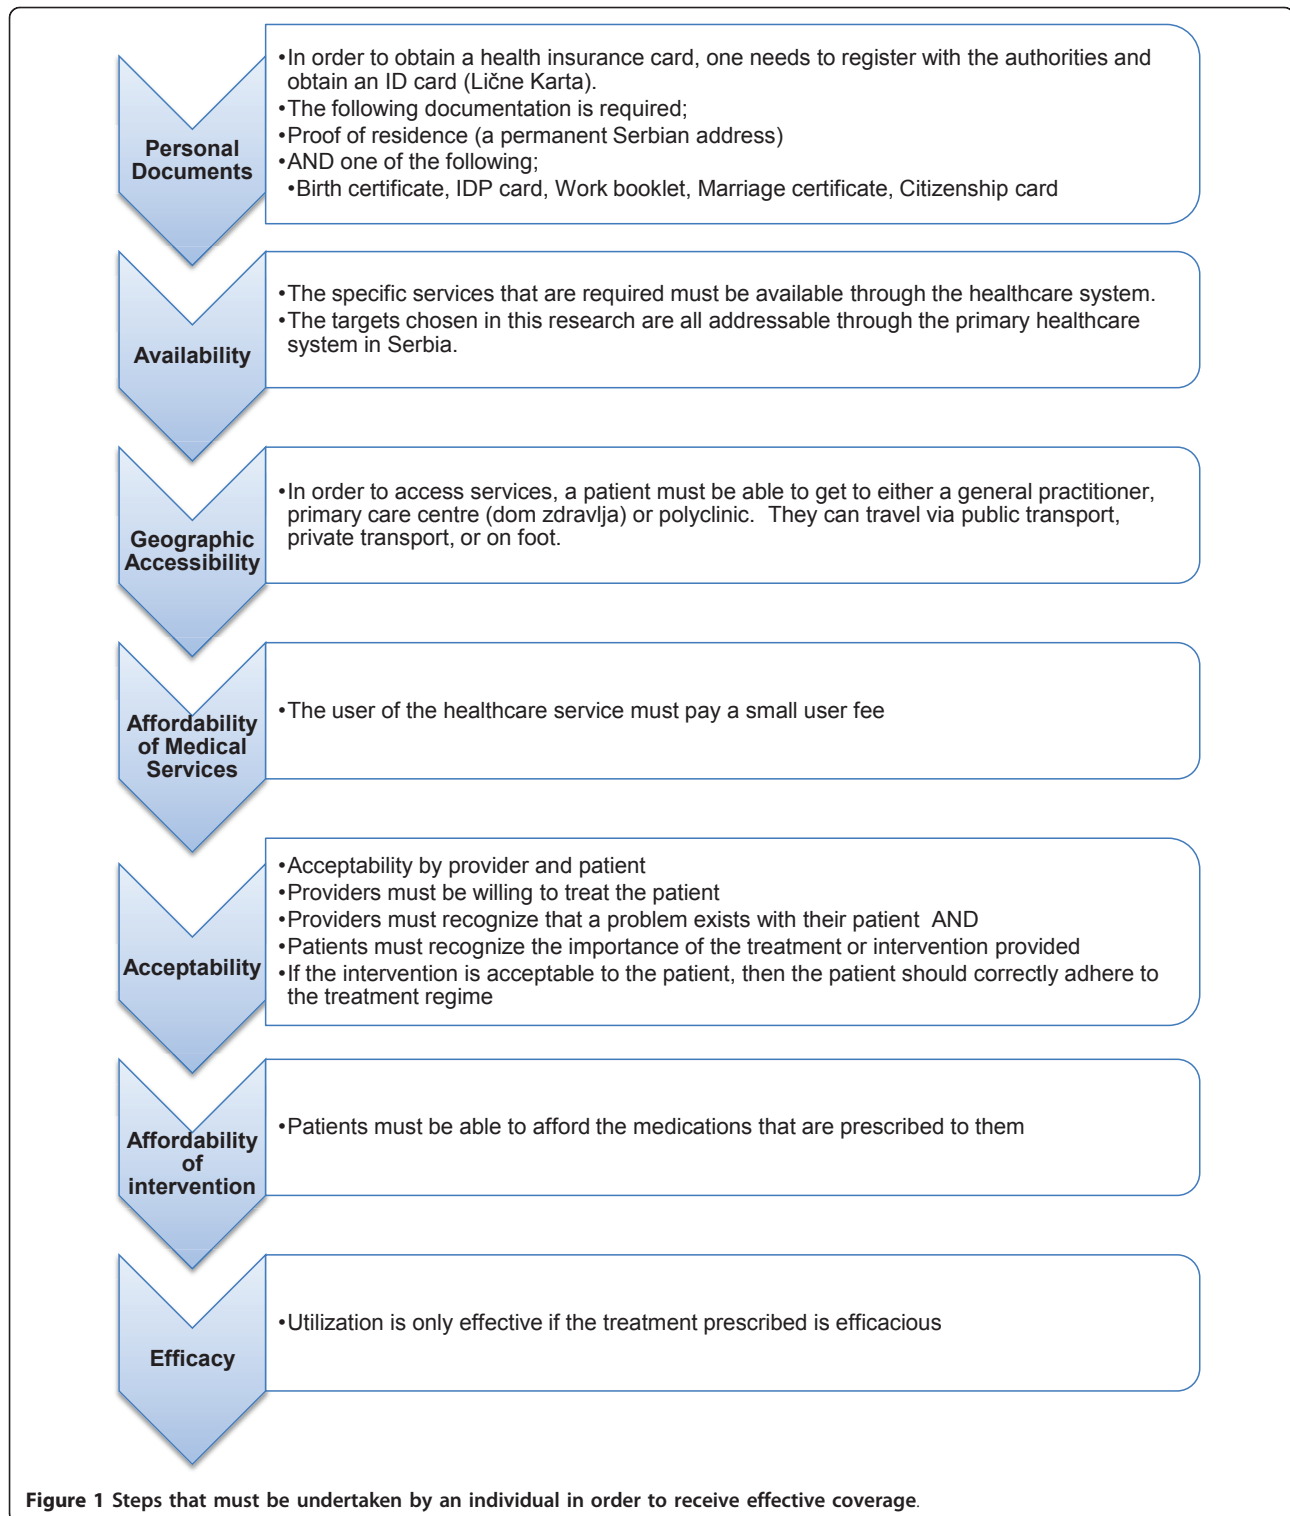 Personal
Documents
•In order to obtain a health insurance card, one needs to register with the authorities and
obtain an ID card (Lične Karta).
•The following documentation is required;
•Proof of residence (a permanent Serbian address)
•AND one of the following;
•Birth certificate, IDP card, Work booklet, Marriage certificate, Citizenship card
Availability
•The specific services that are required must be available through the healthcare system.
•The targets chosen in this research are all addressable through the primary healthcare
system in Serbia.
Geographic
Accessibility
•In order to access services, a patient must be able to get to either a general practitioner,
primary care centre (dom zdravlja) or polyclinic. They can travel via public transport,
private transport, or on foot.
Affordability
of Medical
Services
•The user of the healthcare service must pay a small user fee
Acceptability
•Acceptability by provider and patient
•Providers must be willing to treat the patient
•Providers must recognize that a problem exists with their patient AND
•Patients must recognize the importance of the treatment or intervention provided
•If the intervention is acceptable to the patient, then the patient should correctly adhere to
the treatment regime
Affordability
of
intervention
•Patients must be able to afford the medications that are prescribed to them
Efficacy
•Utilization is only effective if the treatment prescribed is efficacious
Figure 1 Steps that must be undertaken by an individual in order to receive effective coverage.